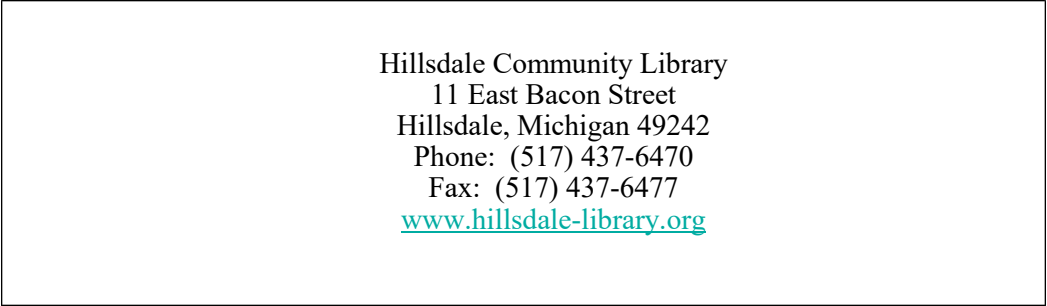 Hillsdale Community Library
11 East Bacon Street
Hillsdale, Michigan 49242
Phone:  (517) 437-6470
Fax:  (517) 437-6477
www.hillsdale-library.org